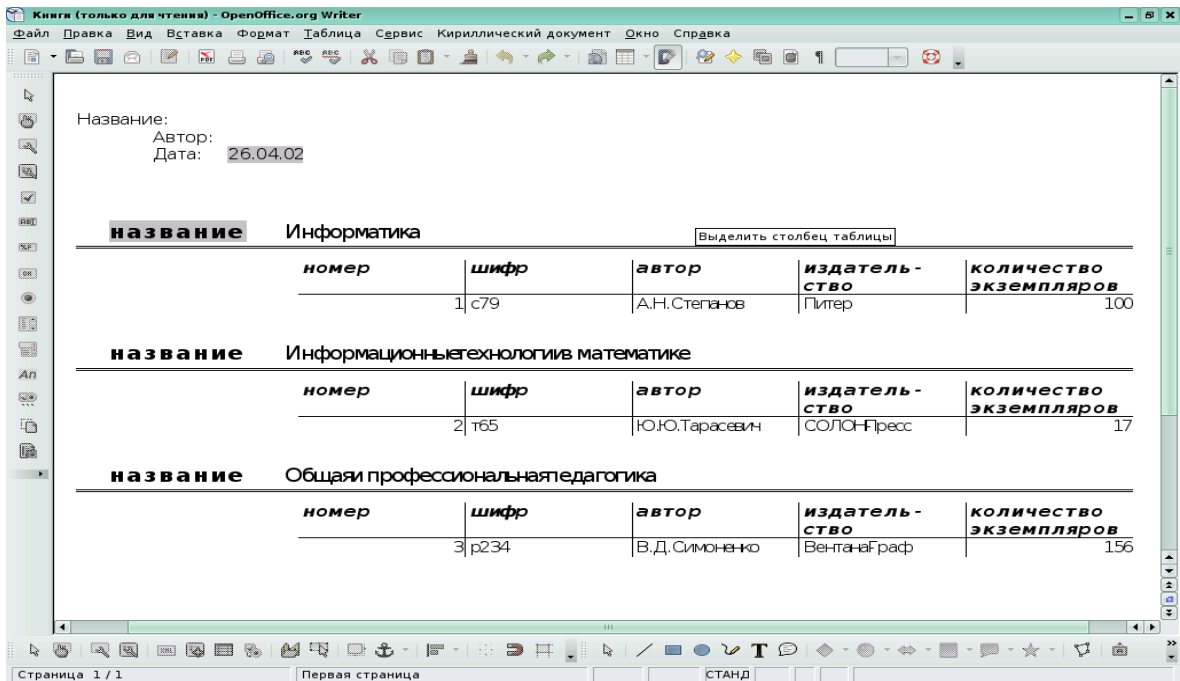 Книги (только для чтения) - OpenOffice.org Writer
Файл Правка Вид Вставка Формат Таблица Сервис Кириллический документ Окно Справка
Название:
Автор:
Дата: 26.04.02
название Информатика
Выделить столбец таблицы
номер шифр автор издатель- количество
ство экземпляров
1 с79 А.Н.Степанов Питер 100
название Информационныетехнологиив математике
номер шифр автор издатель- количество
ство экземпляров
2 т65 Ю.Ю.Тарасевич СОЛОН-Пресс 17
название Общаяи профессиональнаяпедагогика
номер шифр автор издатель- количество
ство экземпляров
3 р234 В.Д.Симоненко ВентанаГраф 156
Страница 1 / 1 Первая страница СТАНД